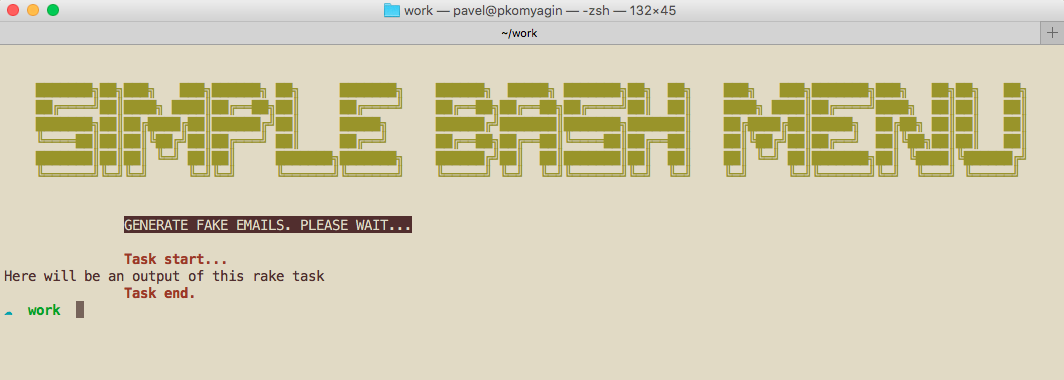 work — pavel@pkomyagin — -zsh — 132×45
~/work
SIMPLE BASH MENU
GENERATE FAKE EMAILS. PLEASE WAIT...
Task start...
Here will be an output of this rake task
Task end.
work